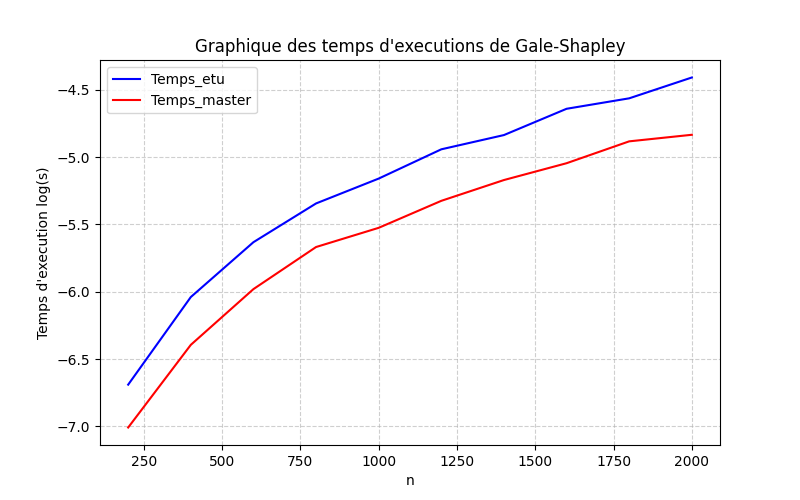 Graphique des temps d'executions de Gale-Shapley
Temps_etu
Temps_master
Temps d'execution log(s)
−4.5
−5.0
−5.5
−6.0
−6.5
−7.0
250
500
750
1000
1250
1500
1750
2000
n